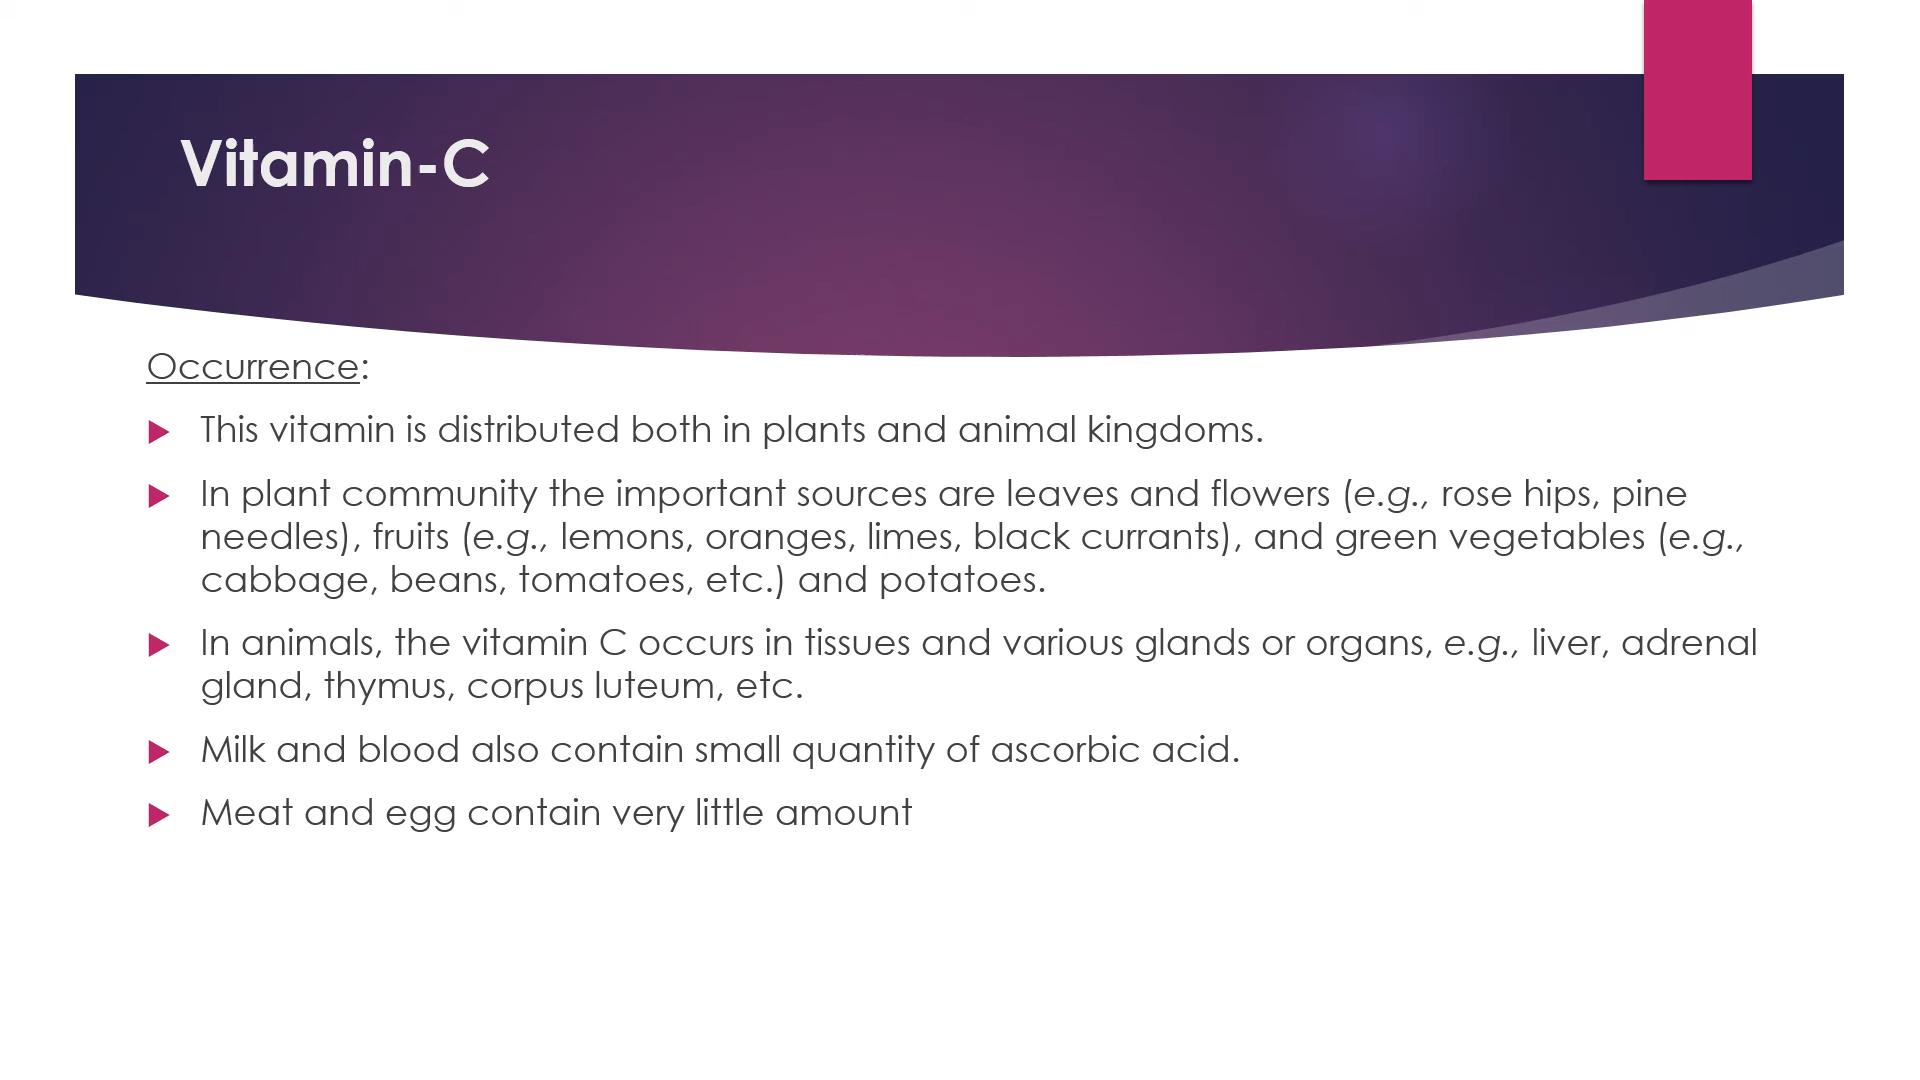 Vitamin-C
Occurrence:
This vitamin is distributed both in plants and animal kingdoms.
In plant community the important sources are leaves and flowers (e.g., rose hips, pine
needles), fruits (e.g., lemons, oranges, limes, black currants), and green vegetables (e.g.,
cabbage, beans, tomatoes, etc.) and potatoes.
In animals, the vitamin C occurs in tissues and various glands or organs, e.g., liver, adrenal
gland, thymus, corpus luteum, etc.
Milk and blood also contain small quantity of ascorbic acid.
Meat and egg contain very little amount